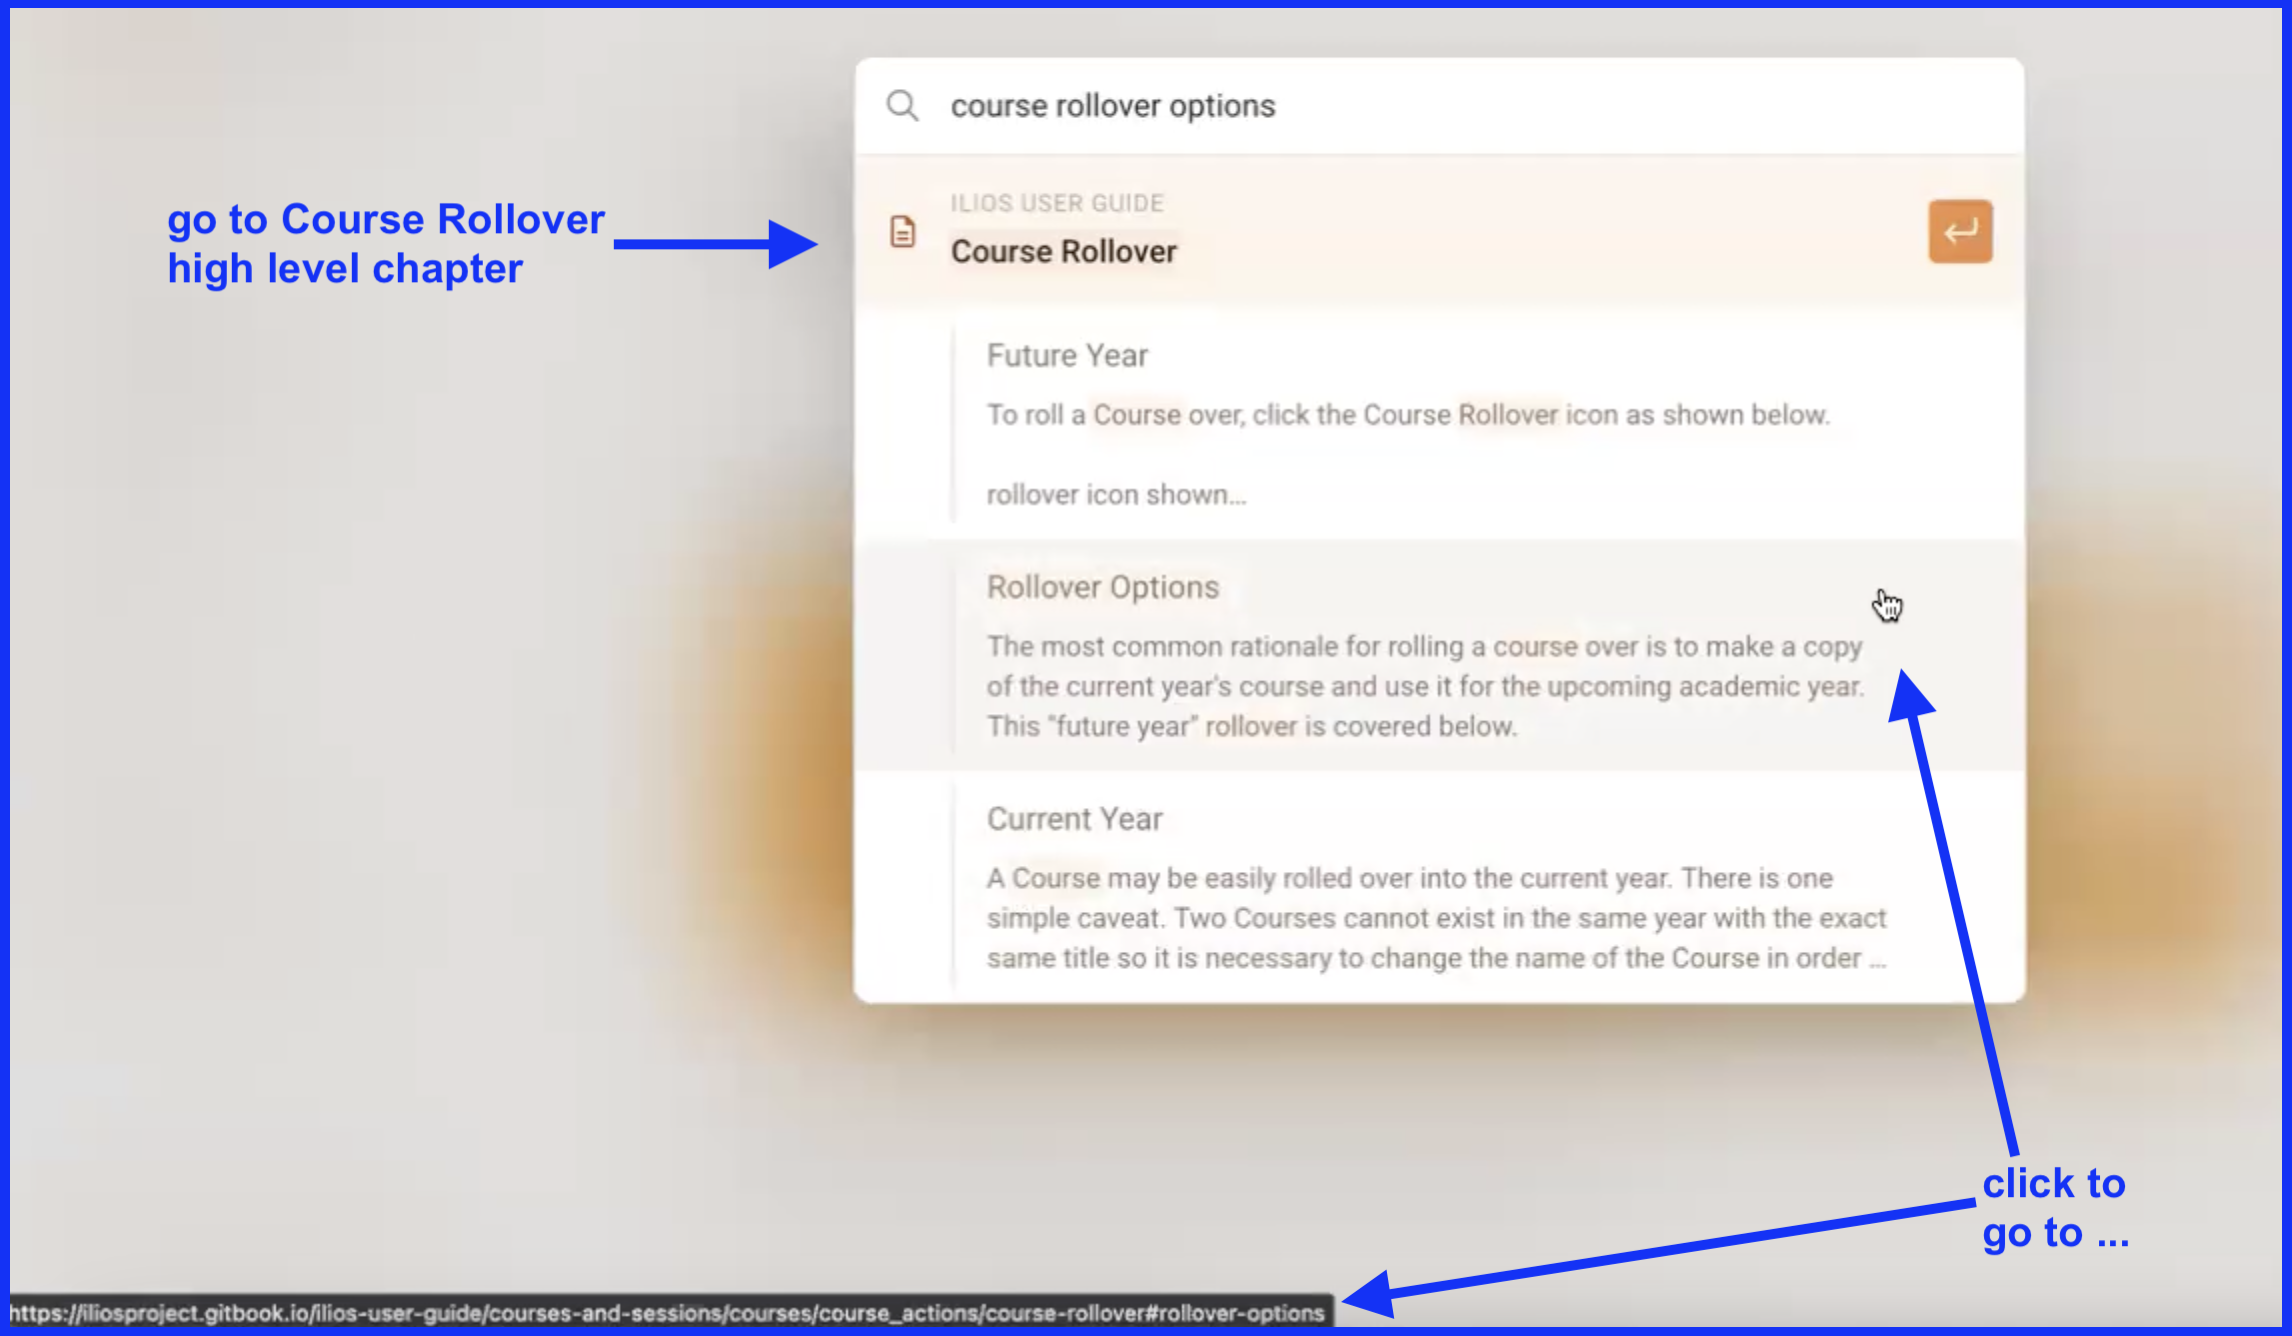 course rollover options
ILIOS USER GUIDE
Course Rollover
go to Course Rollover
high level chapter
Future Year
To roll a Course over, click the Course Rollover icon as shown below.
rollover icon shown...
Rollover Options
The most common rationale for rolling a course over is to make a copy
of the current year's course and use it for the upcoming academic year.
This "future year" rollover is covered below.
Current Year
A Course may be easily rolled over into the current year. There is one
simple caveat. Two Courses cannot exist in the same year with the exact
same title so it is necessary to change the name of the Course in order ...
click to
go to ...
https://iliosproject.gitbook.io/ilios-user-guide/courses-and-sessions/courses/course_actions/course-rollover#rollover-options